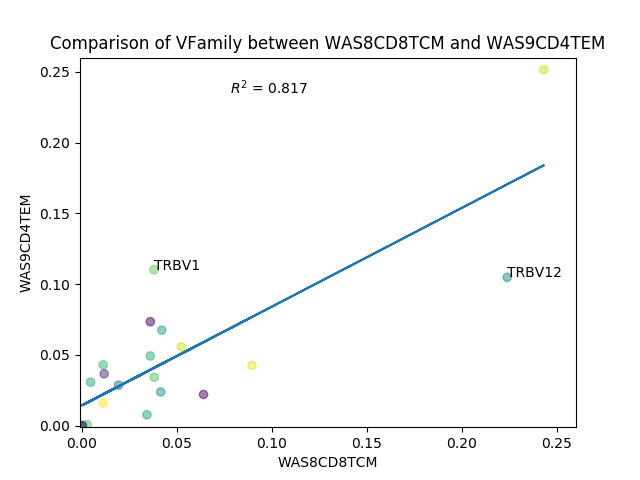 Comparison of VFamily between WAS8CD8TCM and WAS9CD4TEM
0.25
R² = 0.817
0.20
0.15
WAS9CD4TEM
TRBV1
TRBV12
0.10
0.05
0.00
0.00 0.05 0.10 0.15 0.20 0.25
WAS8CD8TCM